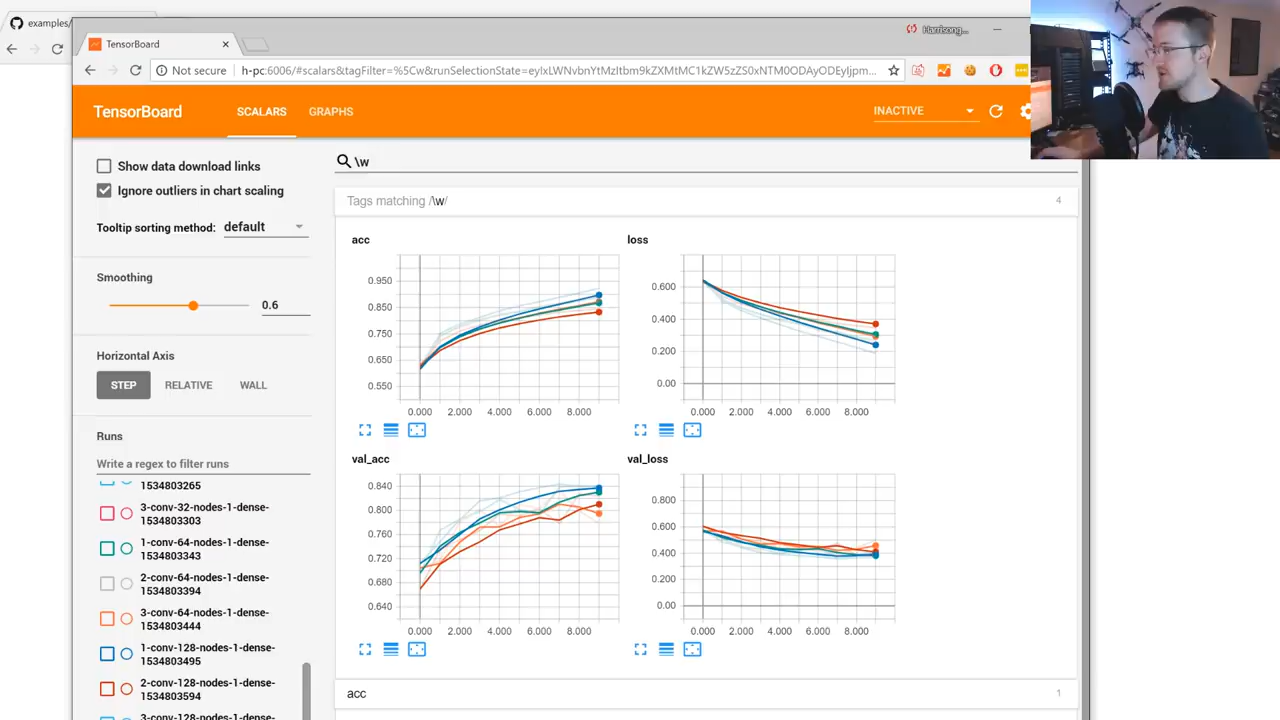 examples/
TensorBoard
Harrisong...
Not secure
h-pc:6006/#scalars&tagFilter=%5Cw&runSelectionState=eyIxLWNvbnYtMzItbm9kZXMtMC1kZW5zZS0xNTM0ODAyODEyIjpm...
TensorBoard
SCALARS
GRAPHS
INACTIVE
Show data download links
Ignore outliers in chart scaling
Tooltip sorting method: default
Smoothing
0.6
Horizontal Axis
STEP
RELATIVE
WALL
Runs
Write a regex to filter runs
1534803265
3-conv-32-nodes-1-dense-
1534803303
1-conv-64-nodes-1-dense-
1534803343
2-conv-64-nodes-1-dense-
1534803394
3-conv-64-nodes-1-dense-
1534803444
1-conv-128-nodes-1-dense-
1534803495
2-conv-128-nodes-1-dense-
1534803594
3-conv-128-nodes-1-dense-
\w
Tags matching /\w/
4
acc
0.950
0.850
0.750
0.650
0.550
0.000 2.000 4.000 6.000 8.000
loss
0.600
0.400
0.200
0.00
0.000 2.000 4.000 6.000 8.000
val_acc
0.840
0.800
0.760
0.720
0.680
0.640
0.000 2.000 4.000 6.000 8.000
val_loss
0.800
0.600
0.400
0.200
0.00
0.000 2.000 4.000 6.000 8.000
acc
1